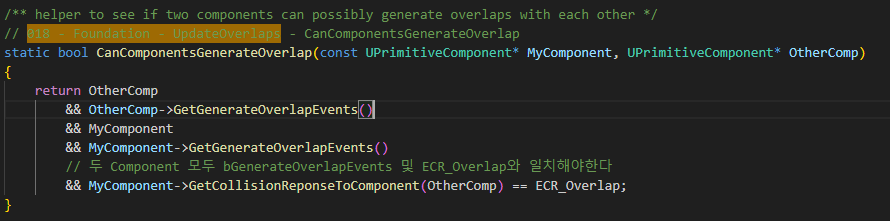 /** helper to see if two components can possibly generate overlaps with each other */
// 018 - Foundation - UpdateOverlaps - CanComponentsGenerateOverlap
static bool CanComponentsGenerateOverlap(const UPrimitiveComponent* MyComponent, UPrimitiveComponent* OtherComp)
{
    return OtherComp
        && OtherComp->GetGenerateOverlapEvents()
        && MyComponent
        && MyComponent->GetGenerateOverlapEvents()
        // 두 Component 모두 bGenerateOverlapEvents 및 ECR_Overlap와 일치해야한다
        && MyComponent->GetCollisionReponseToComponent(OtherComp) == ECR_Overlap;
}